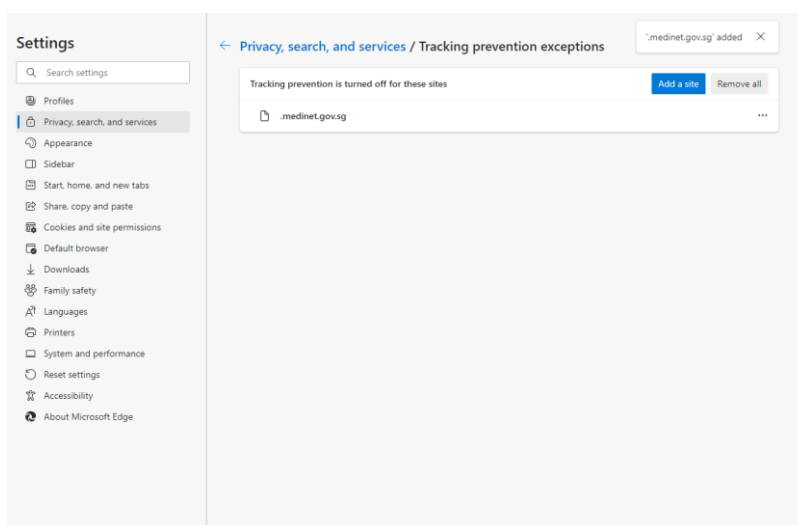 Settings
Search settings
Profiles
Privacy, search, and services
Appearance
Sidebar
Start, home, and new tabs
Share, copy and paste
Cookies and site permissions
Default browser
Downloads
Family safety
Languages
Printers
System and performance
Reset settings
Accessibility
About Microsoft Edge
Privacy, search, and services / Tracking prevention exceptions
'.medinet.gov.sg' added
Tracking prevention is turned off for these sites
Add a site
Remove all
.medinet.gov.sg